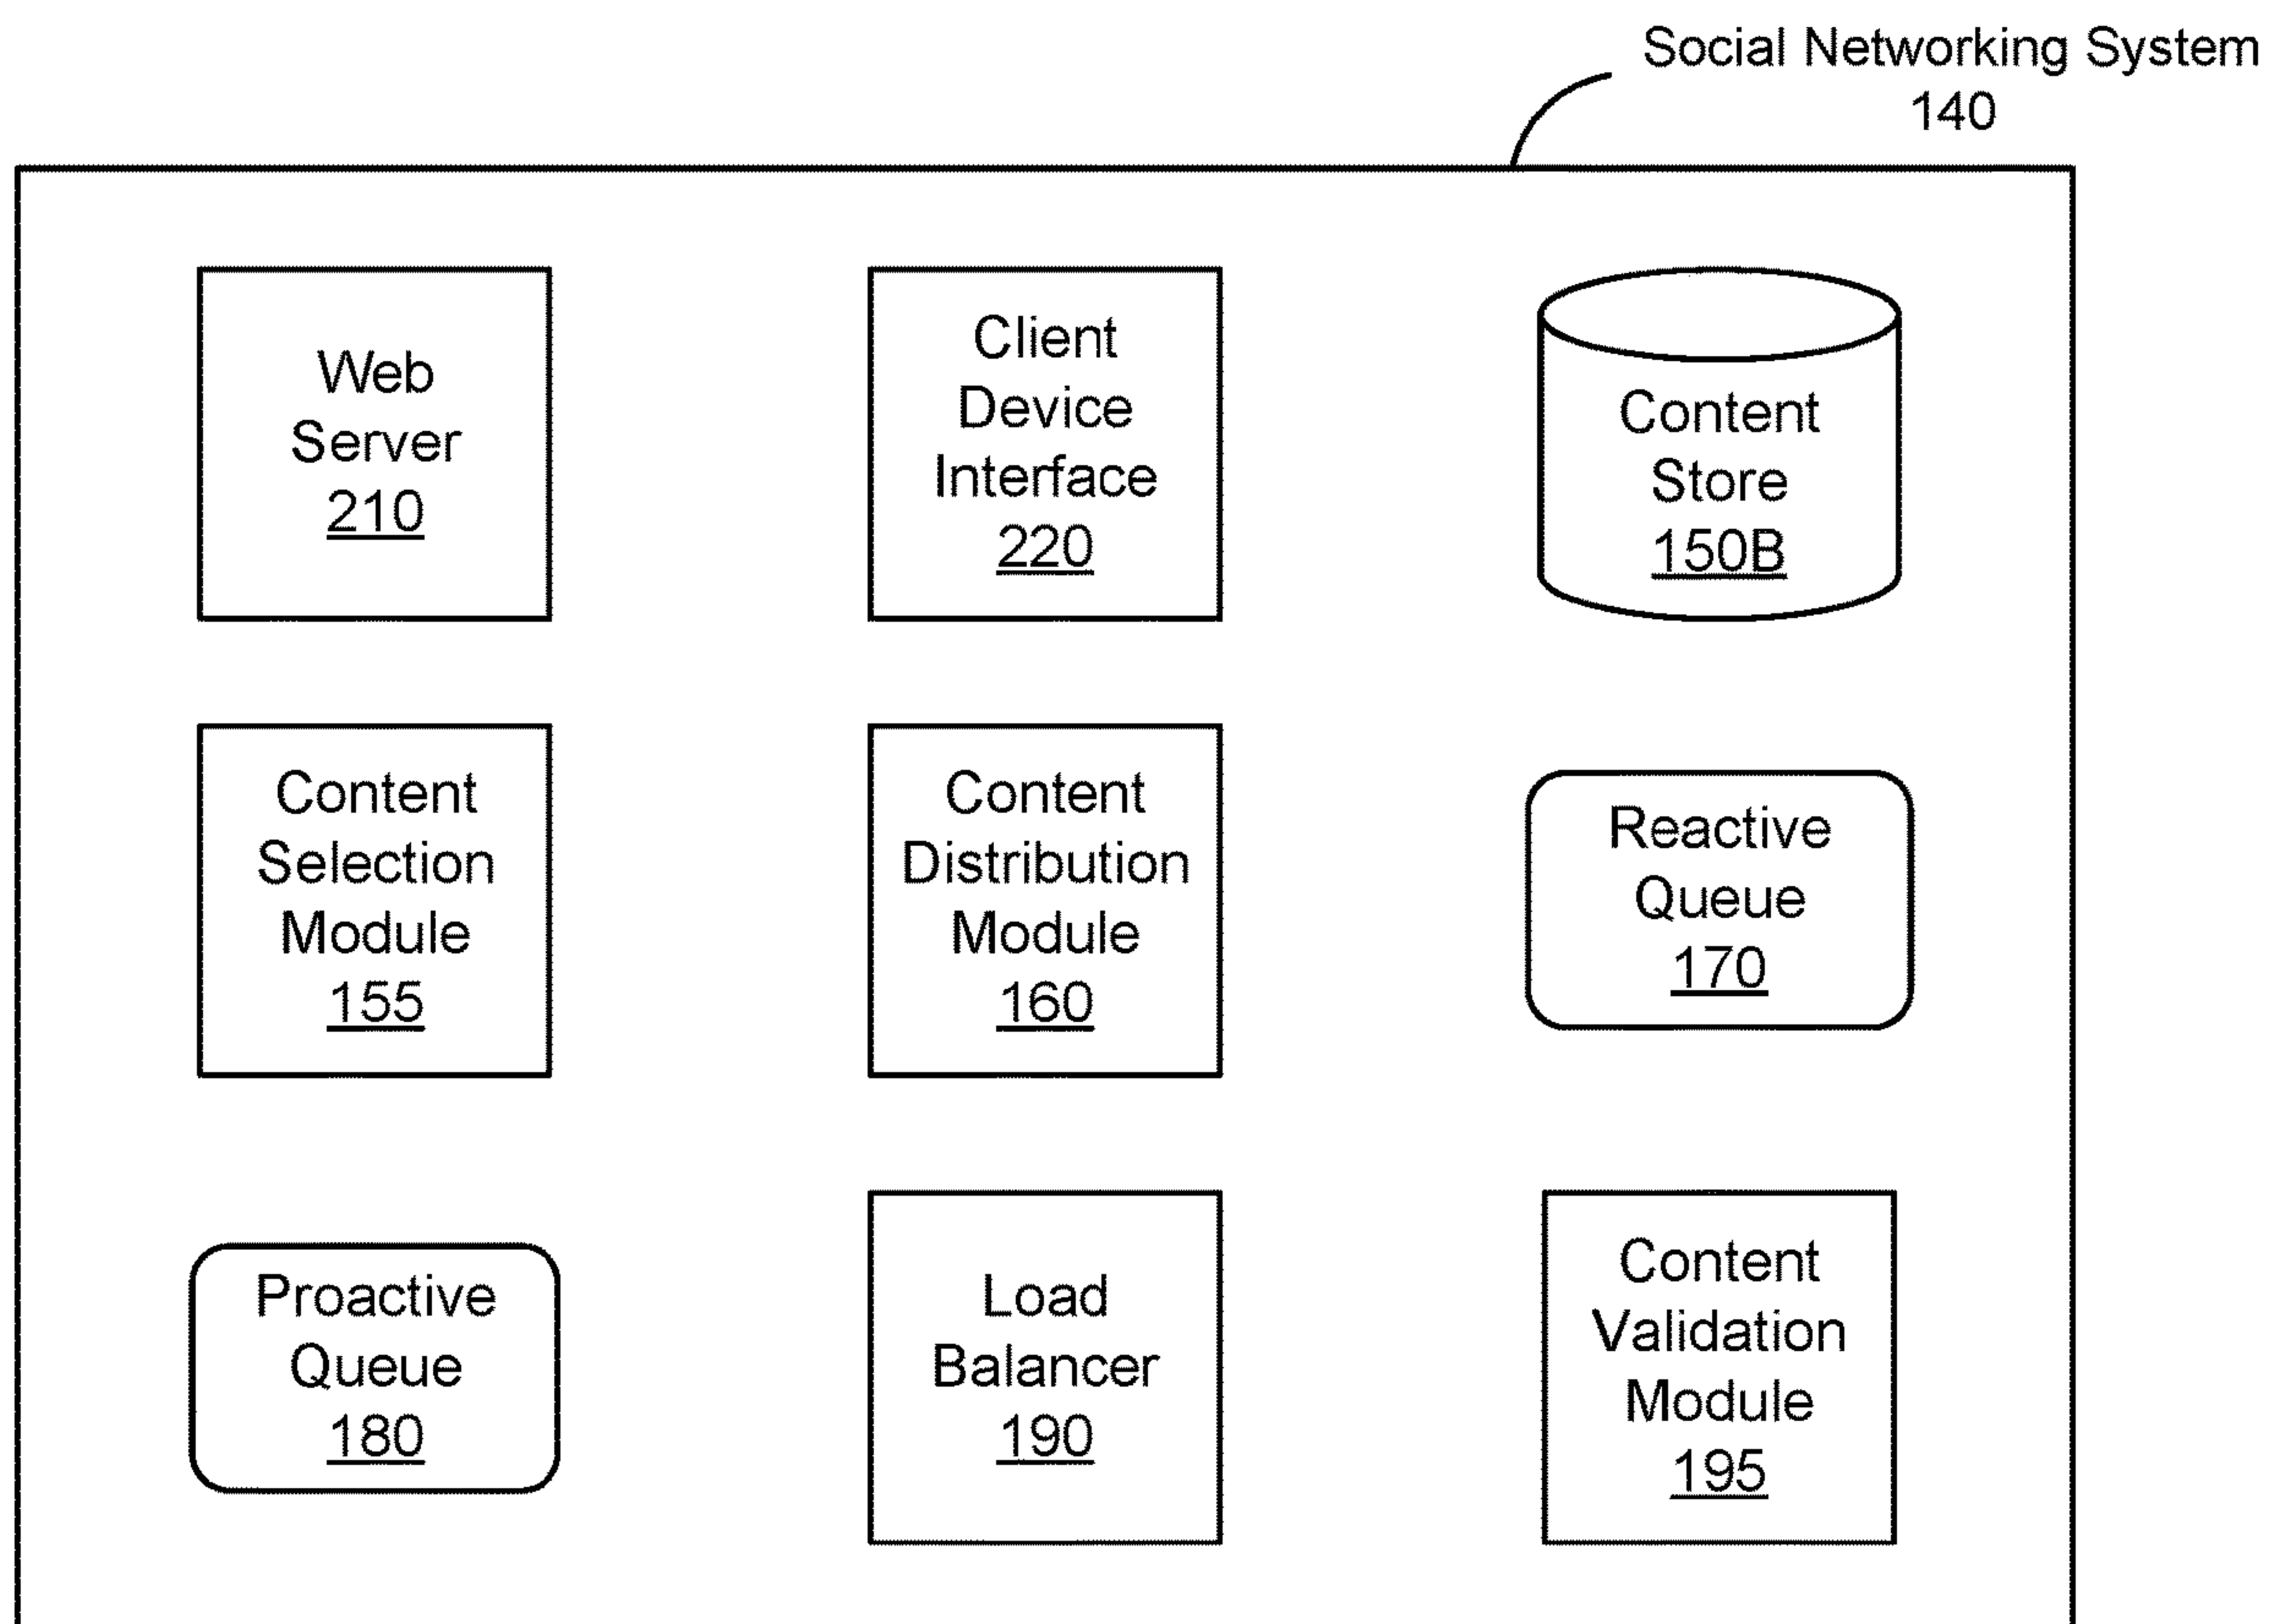 Social Networking System
140
Web
Server
210
Client
Device
Interface
220
Content
Store
150B
Content
Selection
Module
155
Content
Distribution
Module
160
Reactive
Queue
170
Proactive
Queue
180
Load
Balancer
190
Content
Validation
Module
195